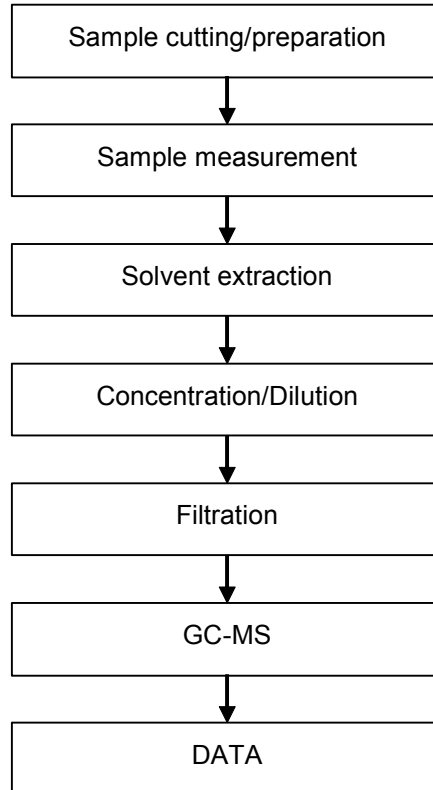 Sample cutting/preparation
Sample measurement
Solvent extraction
Concentration/Dilution
Filtration
GC-MS
DATA